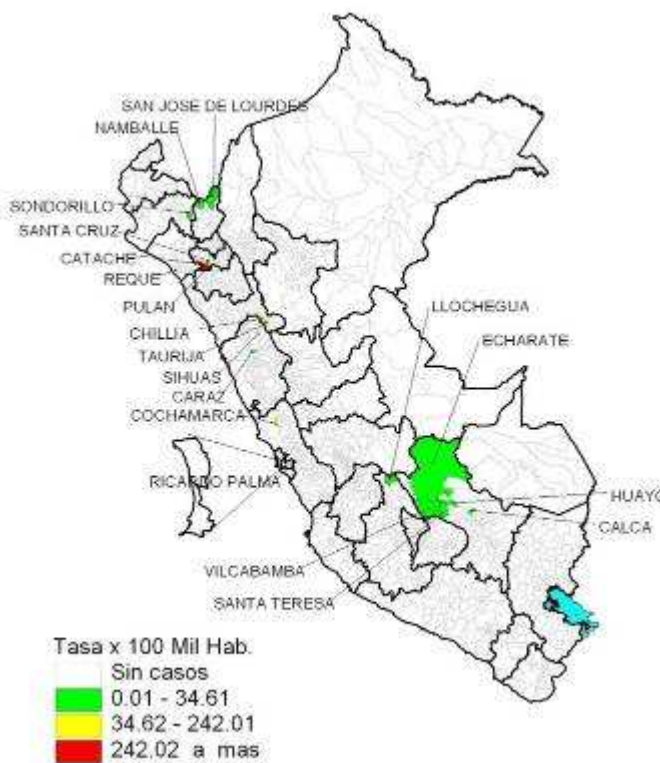 SAN JOSE DE LOURDES
NAMBALLE
SONDORILLO
SANTA CRUZ
CATACHE
REQUE
PULAN
CHILLIA
TAURIJA
SIHUAS
CARAZ
COCHAMARCA
RICARDO PALMA
LLOCHEGUA
ECHARATE
HUAYO
CALCA
VILCABAMBA
SANTA TERESA
Tasa x 100 Mil Hab.
Sin casos
0.01 - 34.61
34.62 - 242.01
242.02 a mas